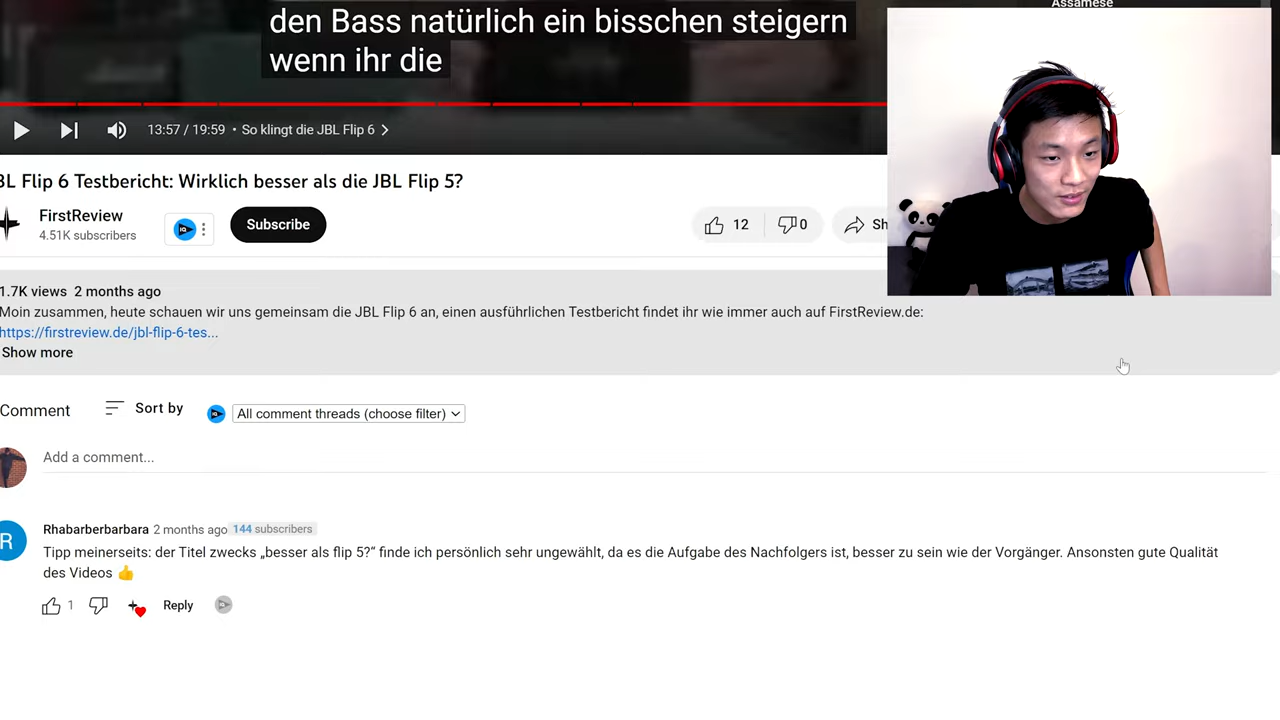 Assamese
den Bass natürlich ein bisschen steigern
wenn ihr die
13:57 / 19:59 • So klingt die JBL Flip 6
BL Flip 6 Testbericht: Wirklich besser als die JBL Flip 5?
FirstReview
4.51K subscribers
IQ
Subscribe
12
0
Sh
1.7K views 2 months ago
Moin zusammen, heute schauen wir uns gemeinsam die JBL Flip 6 an, einen ausführlichen Testbericht findet ihr wie immer auch auf FirstReview.de:
https://firstreview.de/jbl-flip-6-tes...
Show more
Comment
Sort by
IQ
All comment threads (choose filter)
Add a comment...
R
Rhabarberbarbara 2 months ago 144 subscribers
Tipp meinerseits: der Titel zwecks „besser als flip 5?“ finde ich persönlich sehr ungewählt, da es die Aufgabe des Nachfolgers ist, besser zu sein wie der Vorgänger. Ansonsten gute Qualität
des Videos 👍
1
Reply